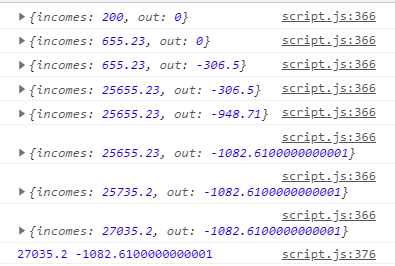 ▶{incomes: 200, out: 0} script.js:366
▶{incomes: 655.23, out: 0} script.js:366
▶{incomes: 655.23, out: -306.5} script.js:366
▶{incomes: 25655.23, out: -306.5} script.js:366
▶{incomes: 25655.23, out: -948.71} script.js:366
script.js:366
▶{incomes: 25655.23, out: -1082.6100000000001}
script.js:366
▶{incomes: 25735.2, out: -1082.6100000000001}
script.js:366
▶{incomes: 27035.2, out: -1082.6100000000001}
27035.2 -1082.6100000000001 script.js:376